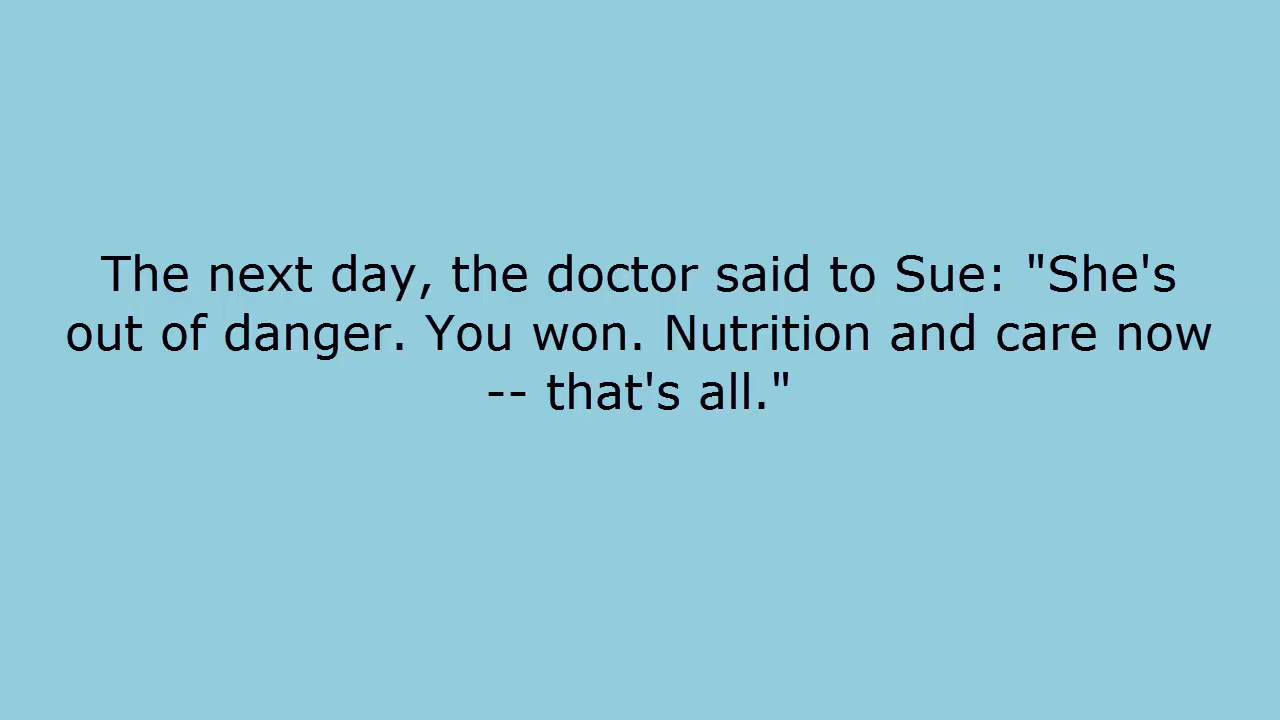 The next day, the doctor said to Sue: "She's
out of danger. You won. Nutrition and care now
-- that's all."